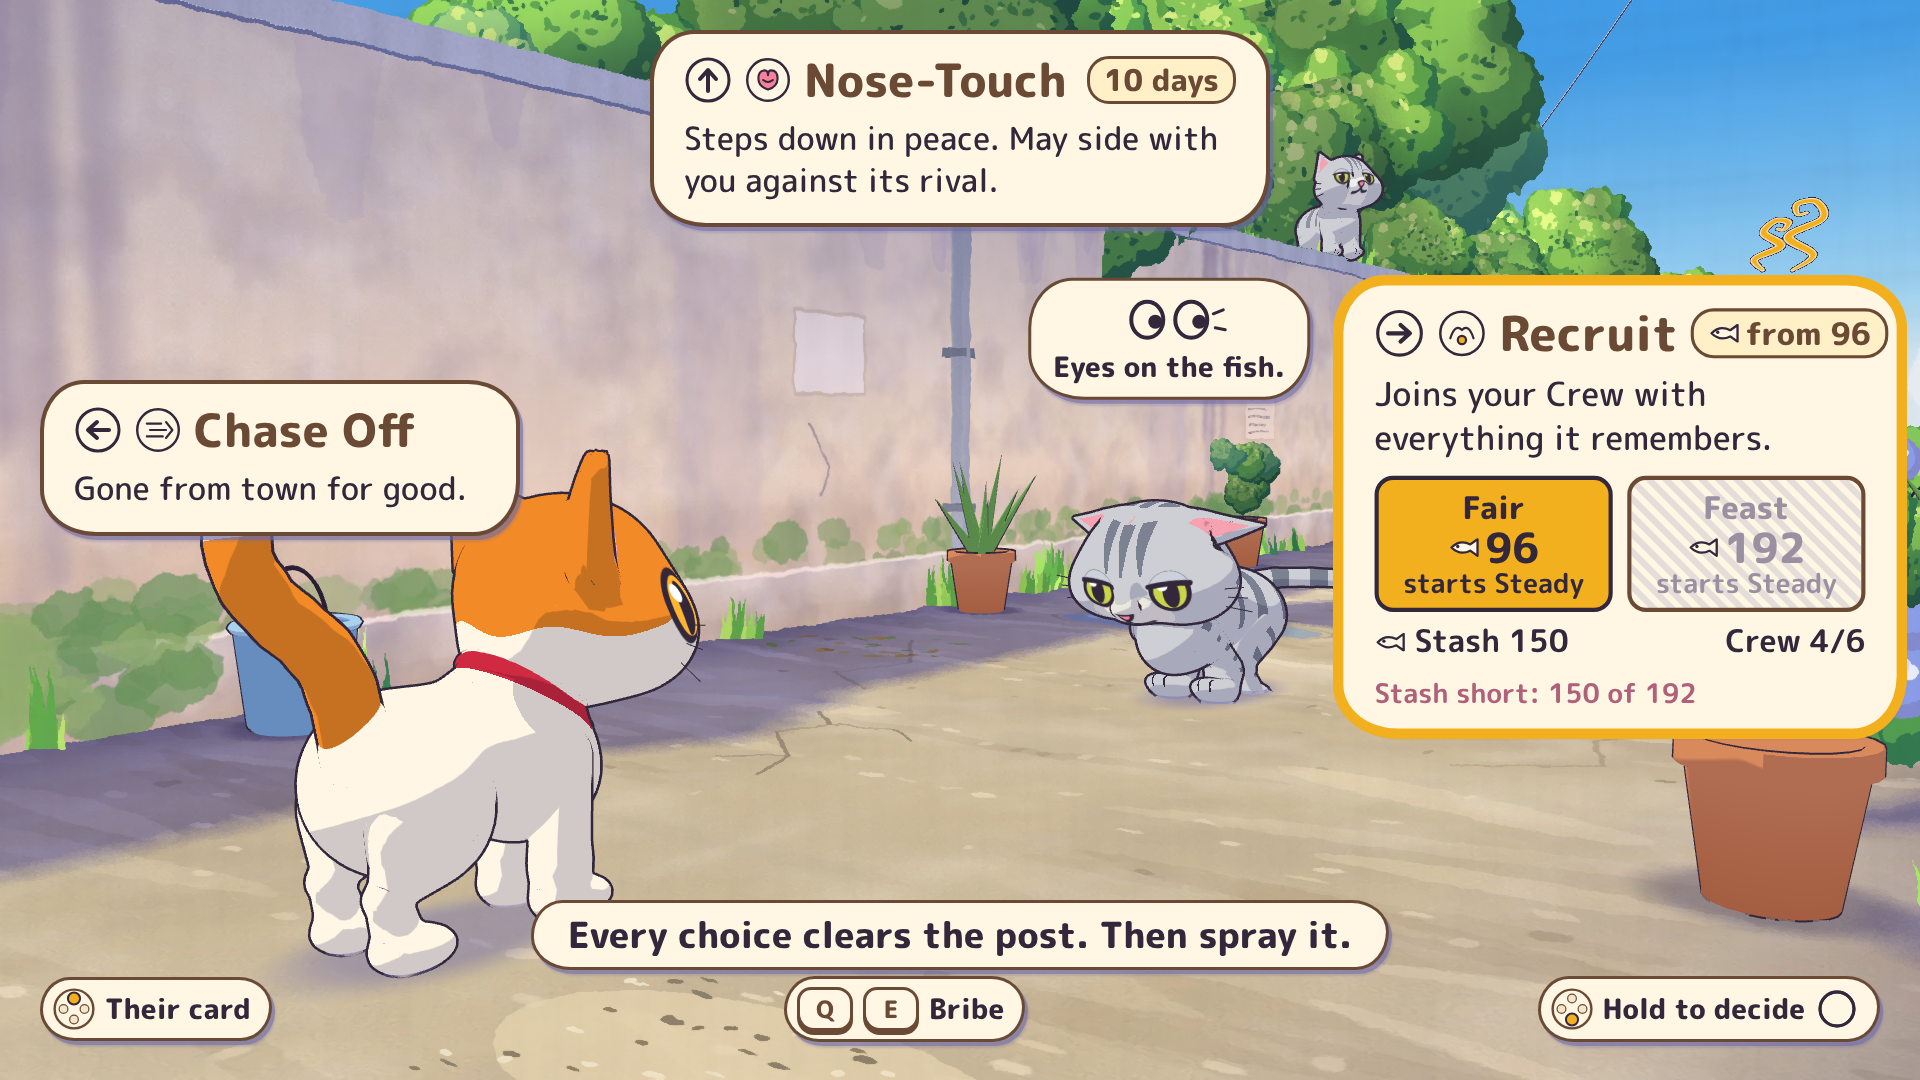 Nose-Touch 10 days
Steps down in peace. May side with
you against its rival.
Eyes on the fish.
Recruit from 96
Joins your Crew with
everything it remembers.
Fair
96
starts Steady
Feast
192
starts Steady
Stash 150
Crew 4/6
Stash short: 150 of 192
Chase Off
Gone from town for good.
Every choice clears the post. Then spray it.
Their card
Q E Bribe
Hold to decide